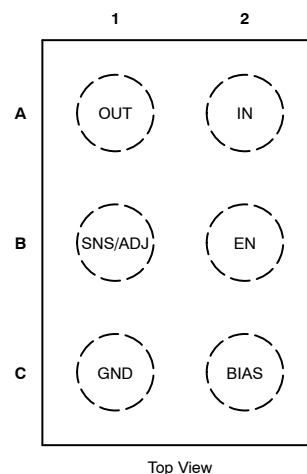 1 2
A OUT IN
B SNS/ADJ EN
C GND BIAS
Top View